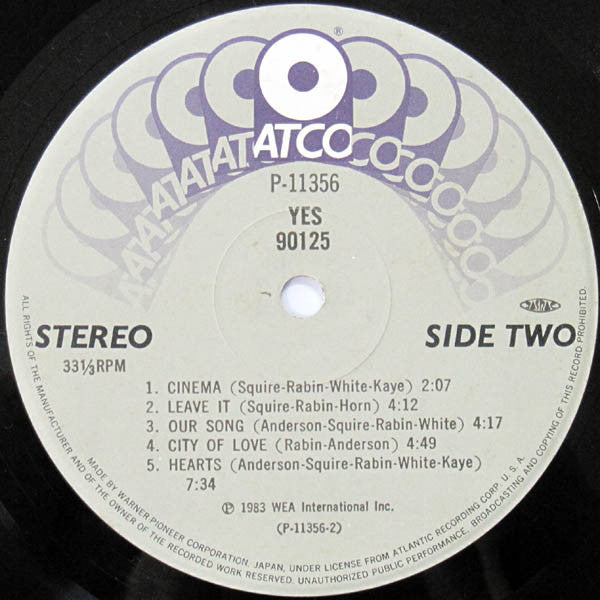 ATCO
®
P-11356
YES
90125
STEREO
SIDE TWO
33⅓RPM
1. CINEMA (Squire-Rabin-White-Kaye) 2:07
2. LEAVE IT (Squire-Rabin-Horn) 4:12
3. OUR SONG (Anderson-Squire-Rabin-White) 4:17
4. CITY OF LOVE (Rabin-Anderson) 4:49
5. HEARTS (Anderson-Squire-Rabin-White-Kaye)
7:34
℗ 1983 WEA International Inc.
(P-11356-2)
MADE BY WARNER-PIONEER CORPORATION, JAPAN, UNDER LICENSE FROM ATLANTIC RECORDING CORP. U.S.A.
ALL RIGHTS OF THE MANUFACTURER AND OF THE OWNER OF THE RECORDED WORK RESERVED. UNAUTHORIZED PUBLIC PERFORMANCE, BROADCASTING AND COPYING OF THIS RECORD PROHIBITED.